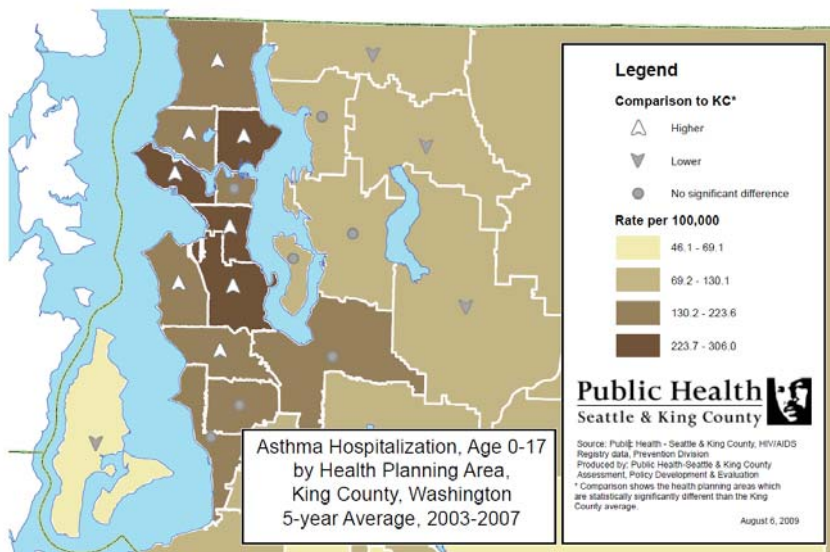 Legend
Comparison to KC*
Higher
Lower
No significant difference
Rate per 100,000
46.1 - 69.1
69.2 - 130.1
130.2 - 223.6
223.7 - 306.0
Public Health
Seattle & King County
Source: Public Health - Seattle & King County, HIV/AIDS
Registry data, Prevention Division
Produced by: Public Health-Seattle & King County
Assessment, Policy Development & Evaluation
* Comparison shows the health planning areas which
are statistically significantly different than the King
County average.
August 6, 2009
Asthma Hospitalization, Age 0-17
by Health Planning Area,
King County, Washington
5-year Average, 2003-2007